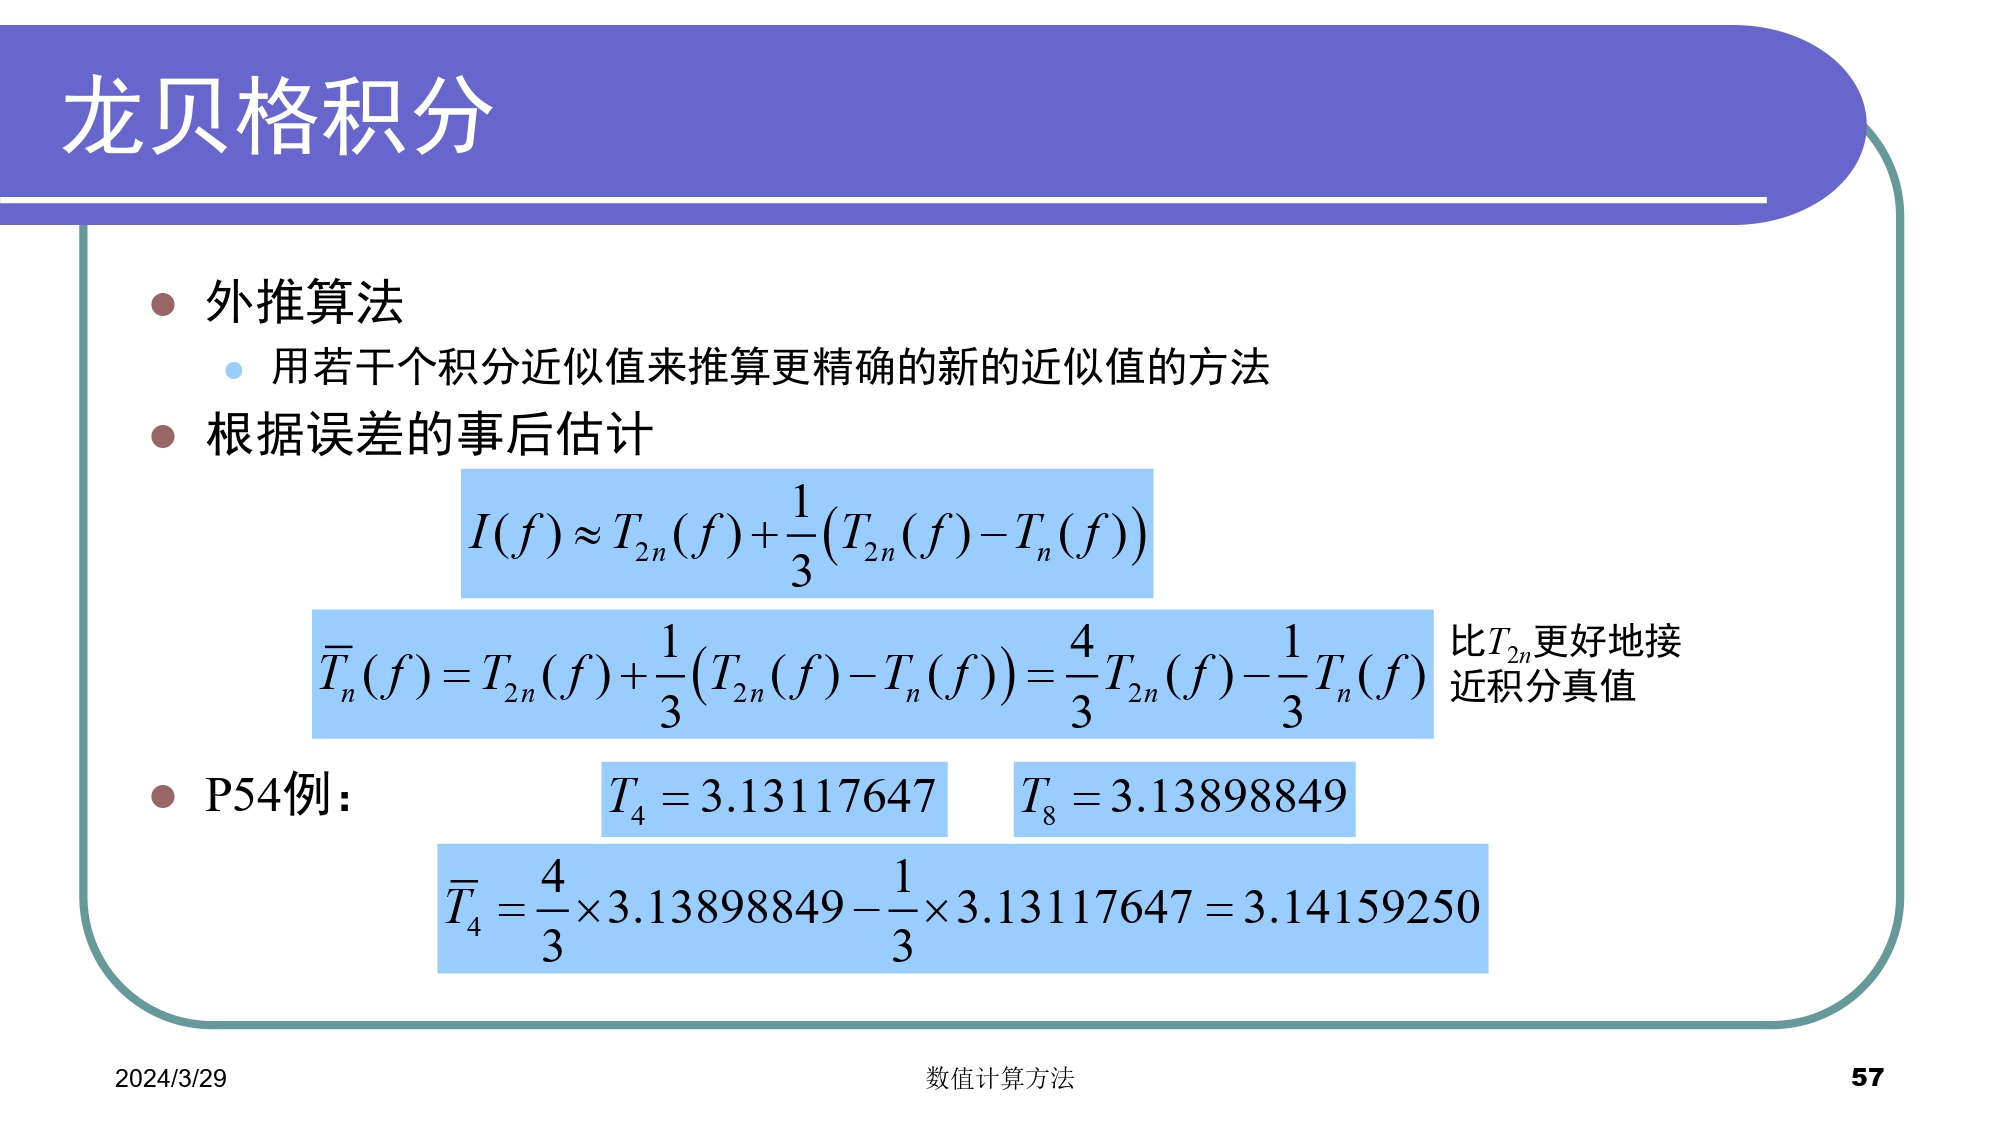 龙贝格积分
外推算法
用若干个积分近似值来推算更精确的新的近似值的方法
根据误差的事后估计
$I(f) \approx T_{2n}(f) + \frac{1}{3}\left(T_{2n}(f) - T_n(f)\right)$
$\overline{T}_n(f) = T_{2n}(f) + \frac{1}{3}\left(T_{2n}(f) - T_n(f)\right) = \frac{4}{3}T_{2n}(f) - \frac{1}{3}T_n(f)$
比$T_{2n}$更好地接
近积分真值
P54例：
$T_4 = 3.13117647$
$T_8 = 3.13898849$
$\overline{T}_4 = \frac{4}{3} \times 3.13898849 - \frac{1}{3} \times 3.13117647 = 3.14159250$
2024/3/29
数值计算方法
57